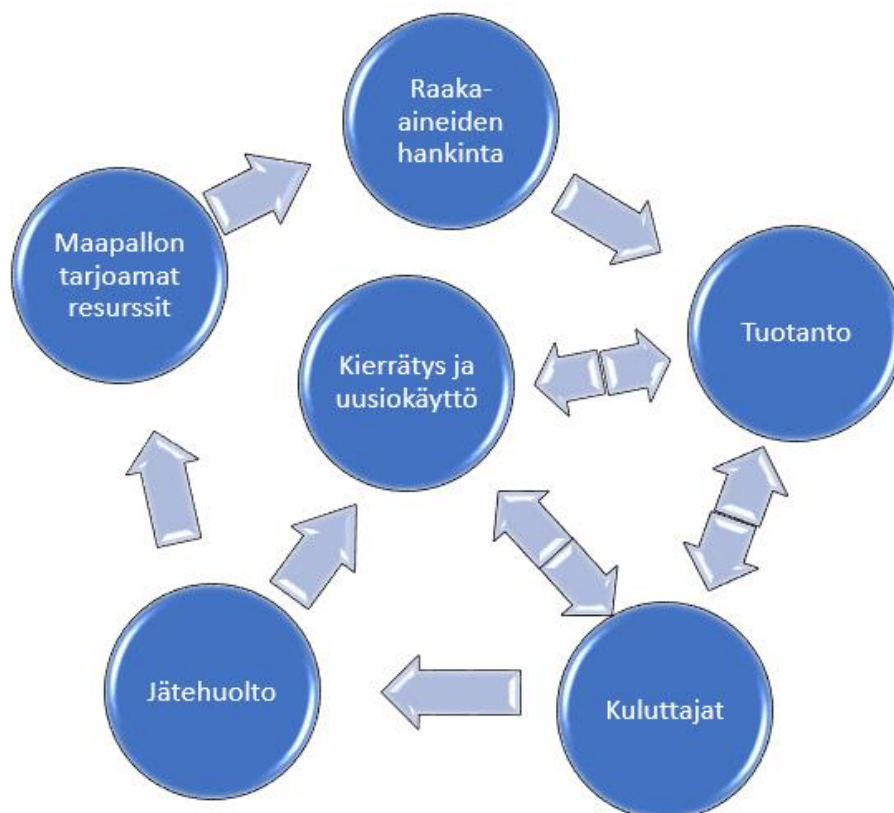 Raaka-
aineiden
hankinta
Maapallon
tarjoamat
resurssit
Tuotanto
Kierrätys ja
uusiokäyttö
Jätehuolto
Kuluttajat